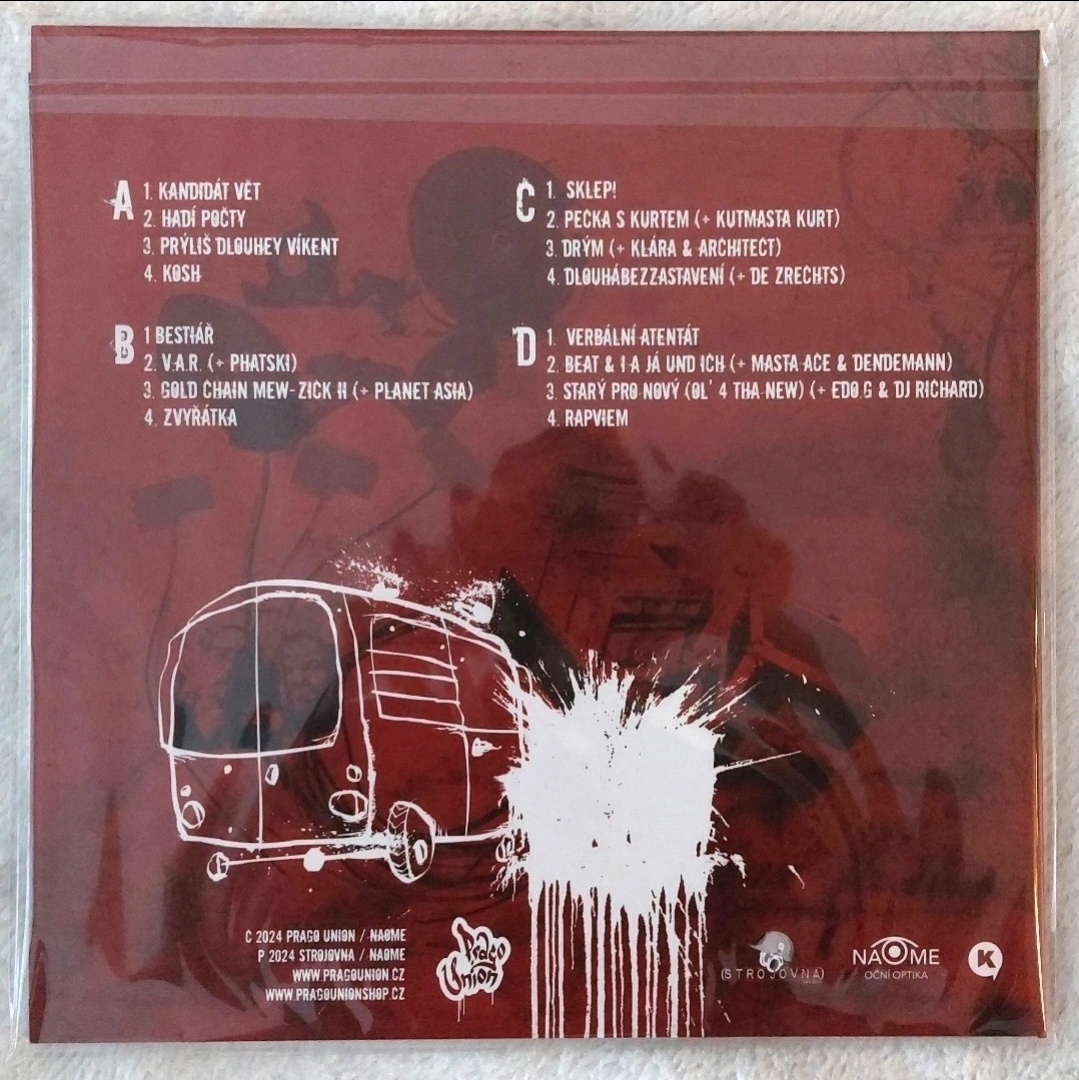 A
1. KANDIDÁT VĚT
2. HADÍ POČTY
3. PRÝLIŠ DLOUHEY VÍKENT
4. KOSH
B
1 BESTIÁŘ
2. V.A.R. (+ PHATSKI)
3. GOLD CHAIN MEW-ZICK II (+ PLANET ASIA)
4. ZVYŘÁTKA
C
1. SKLEP!
2. PEČKA S KURTEM (+ KUTMASTA KURT)
3. DRÝM (+ KLÁRA & ARCHITECT)
4. DLOUHÁBEZZASTAVENÍ (+ DE ZRECHTS)
D
1. VERBÁLNÍ ATENTÁT
2. BEAT & I A JÁ UND ICH (+ MASTA ACE & DENDEMANN)
3. STARÝ PRO NOVÝ (OL' 4 THA NEW) (+ EDO.G & DJ RICHARD)
4. RAPVIEM
C 2024 PRAGO UNION / NAOME
P 2024 STROJOVNA / NAOME
WWW.PRAGOUNION.CZ
WWW.PRAGOUNIONSHOP.CZ
Prago
Union
(STROJOVNA)
NAOME
OČNÍ OPTIKA
K